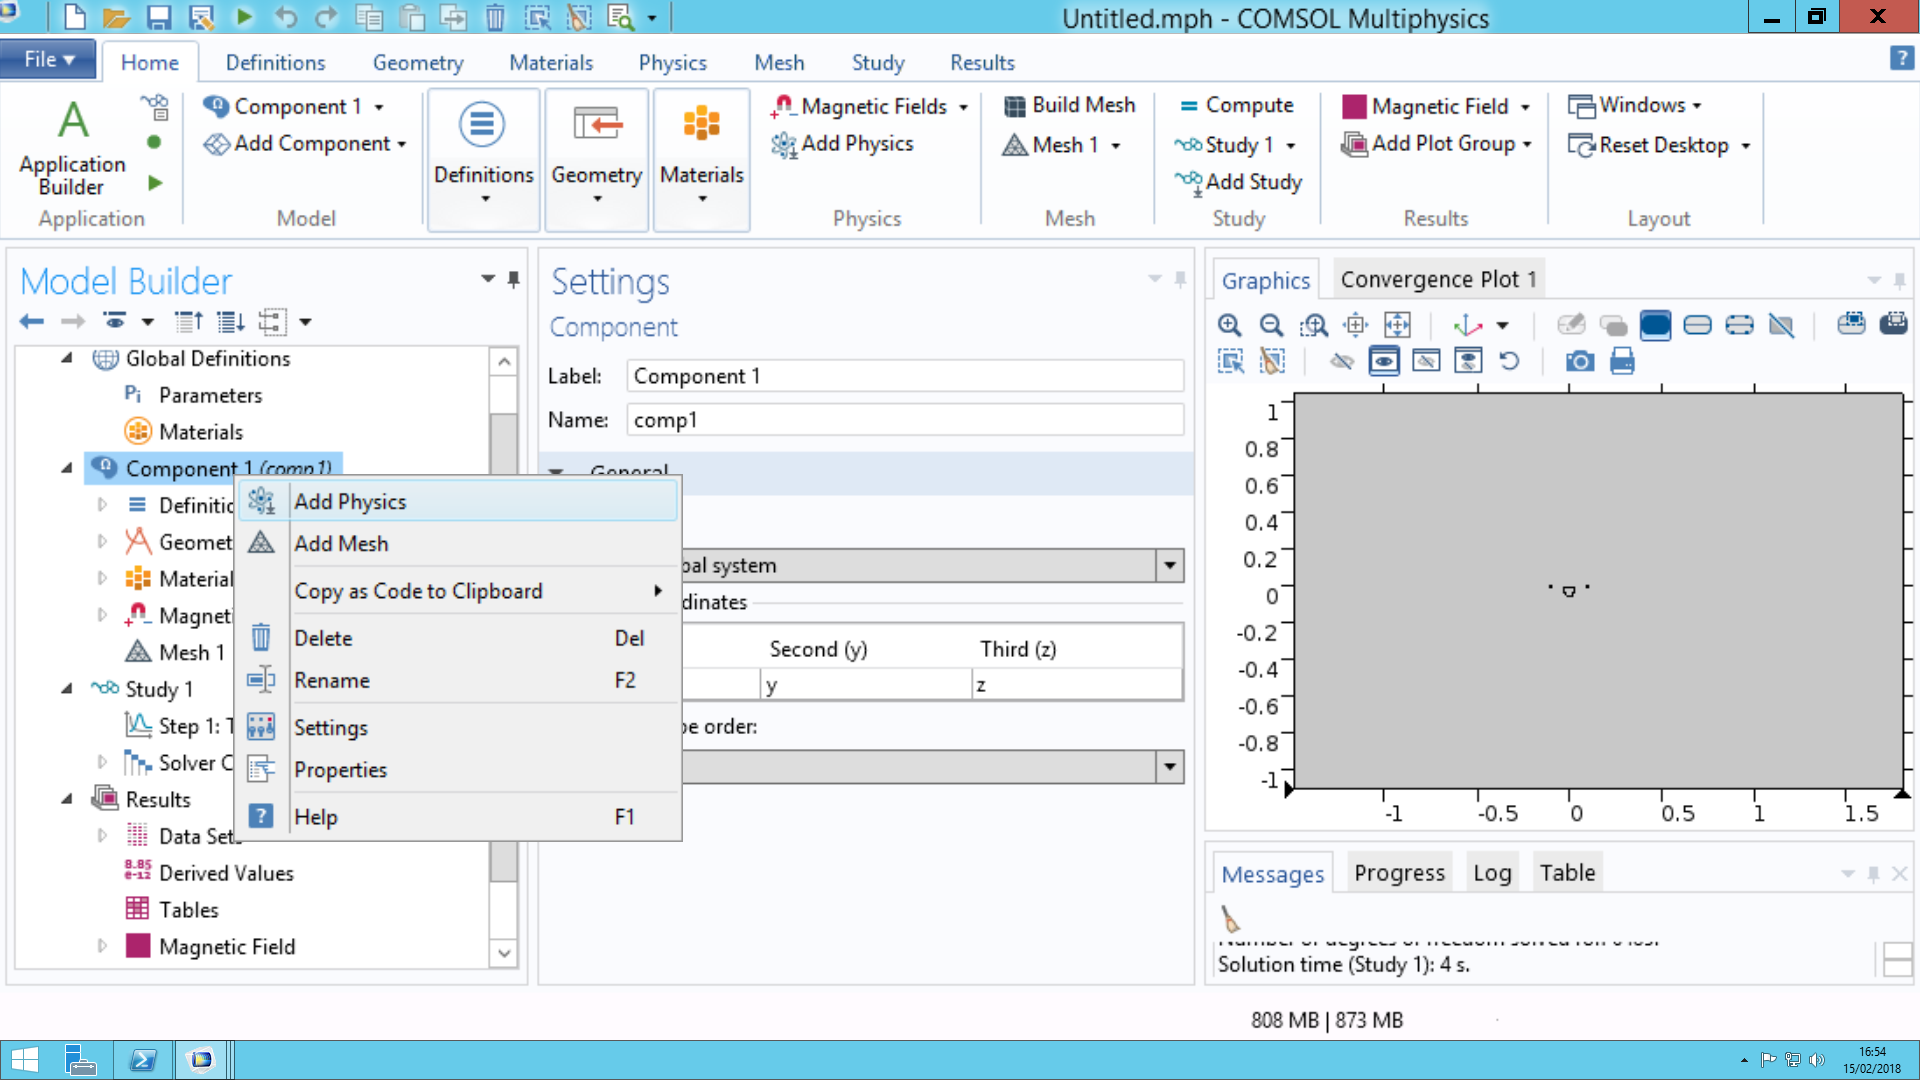 Untitled.mph - COMSOL Multiphysics
File
Home
Definitions
Geometry
Materials
Physics
Mesh
Study
Results
?
A
Application
Builder
Application
Component 1
Add Component
Model
Definitions
Geometry
Materials
Magnetic Fields
Add Physics
Physics
Build Mesh
Mesh 1
Mesh
Compute
Study 1
Add Study
Study
Magnetic Field
Add Plot Group
Results
Windows
Reset Desktop
Layout
Model Builder
Global Definitions
Pi Parameters
Materials
Component 1 (comp1)
Definitio
Geomet
Material
Magneti
Mesh 1
Study 1
Step 1: T
Solver C
Results
Data Sets
8.85
e-12
Derived Values
Tables
Magnetic Field
Add Physics
Add Mesh
Copy as Code to Clipboard
Delete Del
Rename F2
Settings
Properties
? Help F1
Settings
Component
Label: Component 1
Name: comp1
General
bal system
dinates
Second (y)
Third (z)
y
z
pe order:
Graphics
Convergence Plot 1
1
0.8
0.6
0.4
0.2
0
-0.2
-0.4
-0.6
-0.8
-1
-1
-0.5
0
0.5
1
1.5
Messages
Progress
Log
Table
Solution time (Study 1): 4 s.
808 MB | 873 MB
16:54
15/02/2018